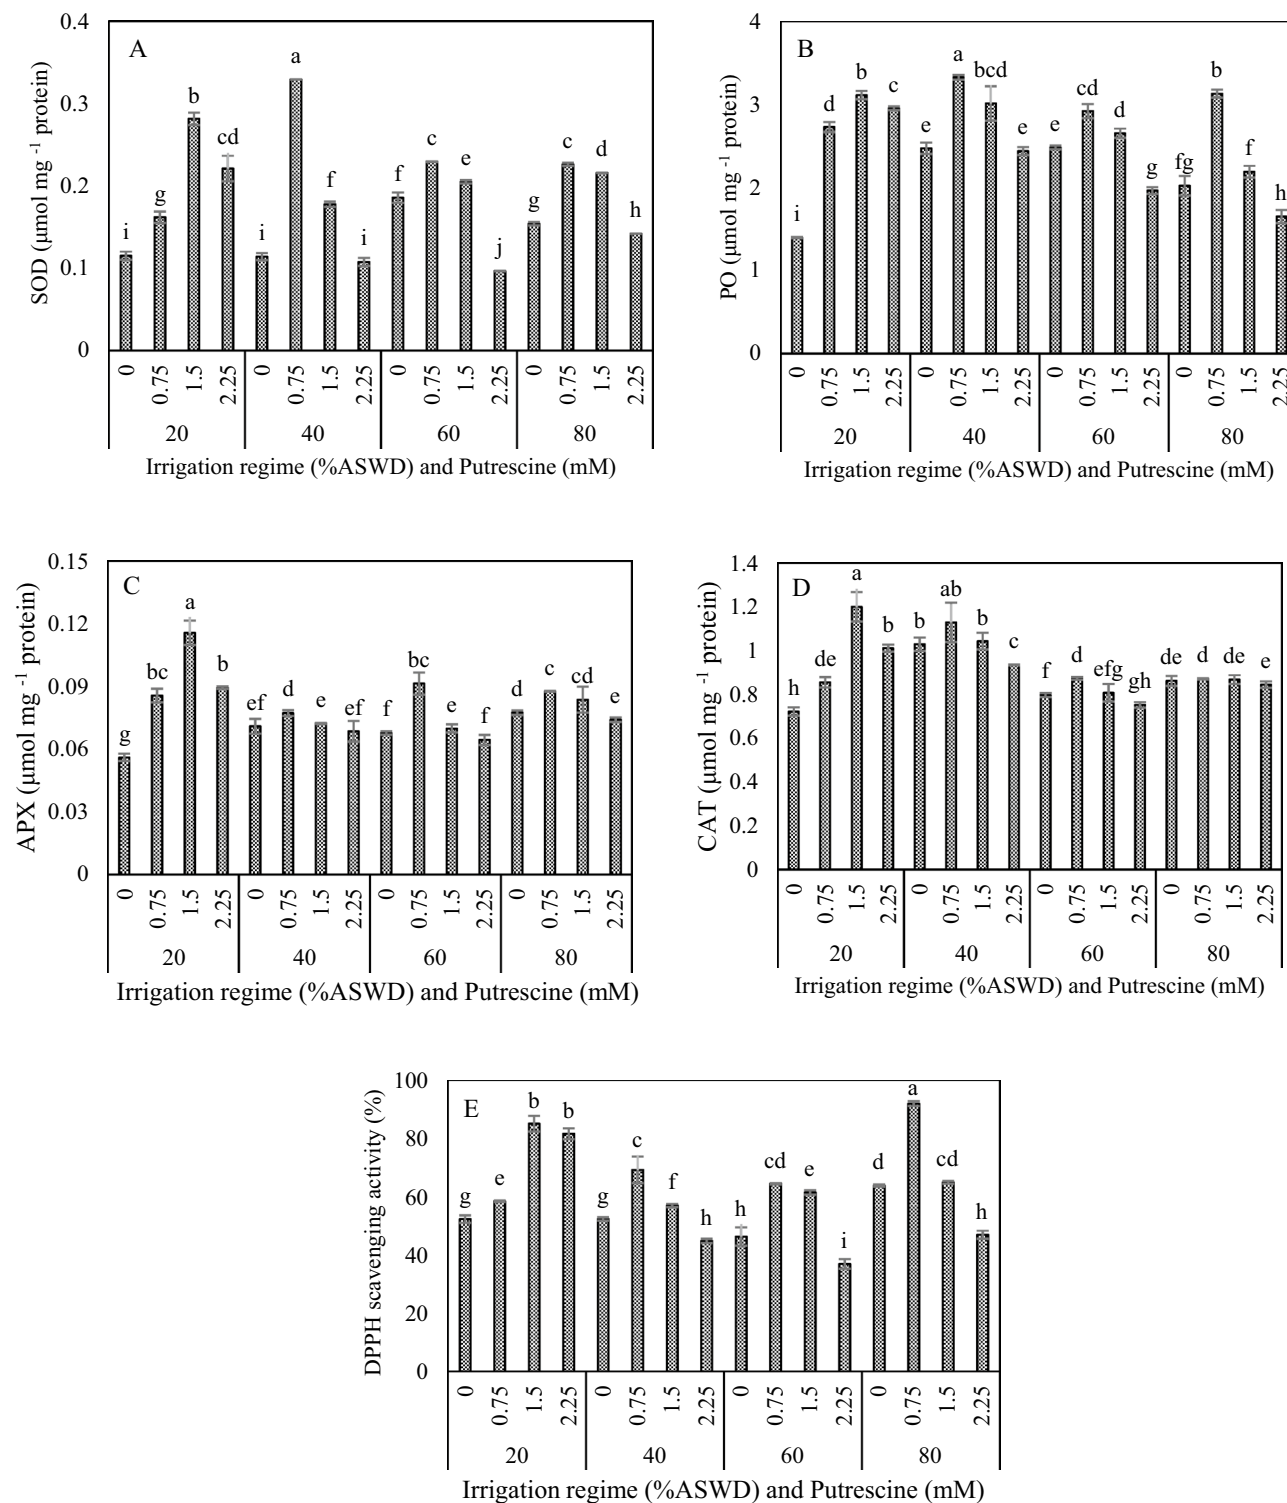 A
SOD (μmol mg -1 protein)
0.4
0.3
0.2
0.1
0
i g b cd i a f i f c e j g c d h
0 0.75 1.5 2.25 0 0.75 1.5 2.25 0 0.75 1.5 2.25 0 0.75 1.5 2.25
20 40 60 80
Irrigation regime (%ASWD) and Putrescine (mM)
B
PO (μmol mg -1 protein)
4
3
2
1
0
i d b c e a bcd e e cd d g fg b f h
0 0.75 1.5 2.25 0 0.75 1.5 2.25 0 0.75 1.5 2.25 0 0.75 1.5 2.25
20 40 60 80
Irrigation regime (%ASWD) and Putrescine (mM)
C
APX (μmol mg -1 protein)
0.15
0.12
0.09
0.06
0.03
0
g bc a b ef d e ef f bc e f d c cd e
0 0.75 1.5 2.25 0 0.75 1.5 2.25 0 0.75 1.5 2.25 0 0.75 1.5 2.25
20 40 60 80
Irrigation regime (%ASWD) and Putrescine (mM)
D
CAT (μmol mg -1 protein)
1.4
1.2
1
0.8
0.6
0.4
0.2
0
h de a b b ab b c f d efg gh de d de e
0 0.75 1.5 2.25 0 0.75 1.5 2.25 0 0.75 1.5 2.25 0 0.75 1.5 2.25
20 40 60 80
Irrigation regime (%ASWD) and Putrescine (mM)
E
DPPH scavenging activity (%)
100
80
60
40
20
0
g e b b g c f h h cd e i d a cd h
0 0.75 1.5 2.25 0 0.75 1.5 2.25 0 0.75 1.5 2.25 0 0.75 1.5 2.25
20 40 60 80
Irrigation regime (%ASWD) and Putrescine (mM)